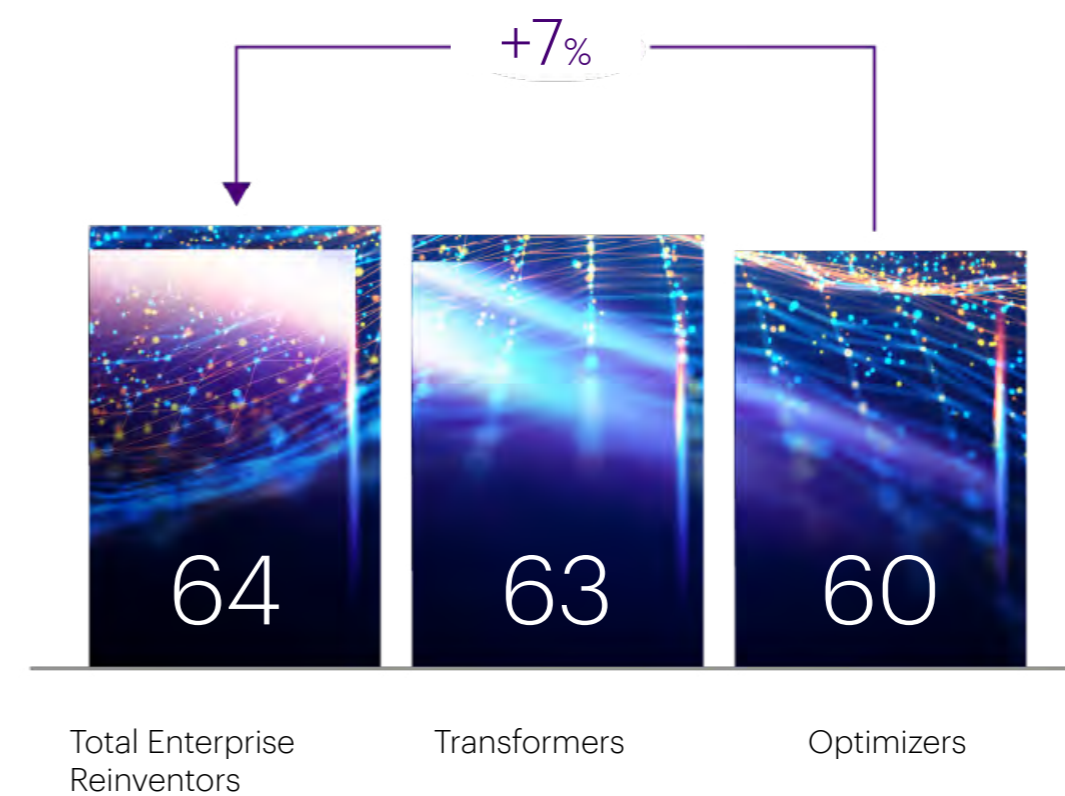 +7%
64
63
60
Total Enterprise
Reinventors
Transformers
Optimizers